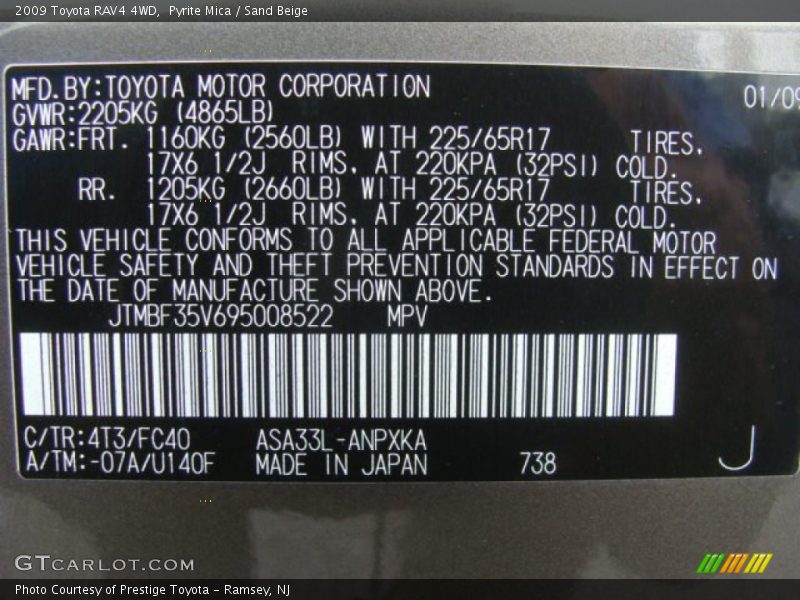 2009 Toyota RAV4 4WD, Pyrite Mica / Sand Beige
MFD.BY:TOYOTA MOTOR CORPORATION 01/09
GVWR:2205KG (4865LB)
GAWR:FRT. 1160KG (2560LB) WITH 225/65R17 TIRES,
17X6 1/2J RIMS, AT 220KPA (32PSI) COLD.
RR. 1205KG (2660LB) WITH 225/65R17 TIRES,
17X6 1/2J RIMS, AT 220KPA (32PSI) COLD.
THIS VEHICLE CONFORMS TO ALL APPLICABLE FEDERAL MOTOR
VEHICLE SAFETY AND THEFT PREVENTION STANDARDS IN EFFECT ON
THE DATE OF MANUFACTURE SHOWN ABOVE.
JTMBF35V695008522 MPV
C/TR:4T3/FC40 ASA33L-ANPXKA
A/TM:-07A/U140F MADE IN JAPAN 738 J
GTCARLOT.COM
Photo Courtesy of Prestige Toyota - Ramsey, NJ